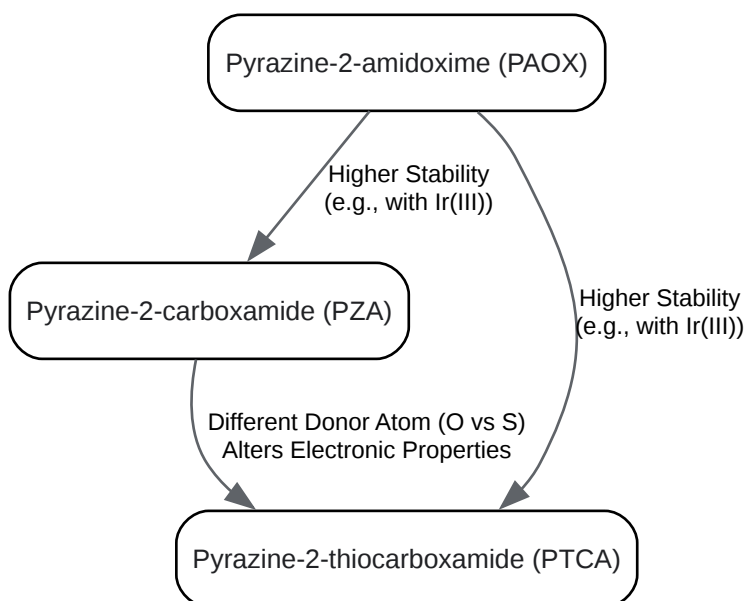 Pyrazine-2-amidoxime (PAOX)
Higher Stability
(e.g., with Ir(III))
Pyrazine-2-carboxamide (PZA)
Higher Stability
(e.g., with Ir(III))
Different Donor Atom (O vs S)
Alters Electronic Properties
Pyrazine-2-thiocarboxamide (PTCA)